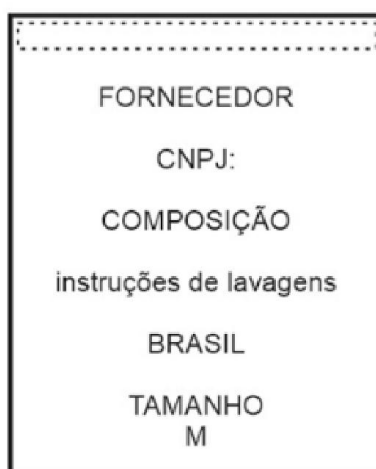 FORNECEDOR
CNPJ:
COMPOSIÇÃO
instruções de lavagens
BRASIL
TAMANHO
M